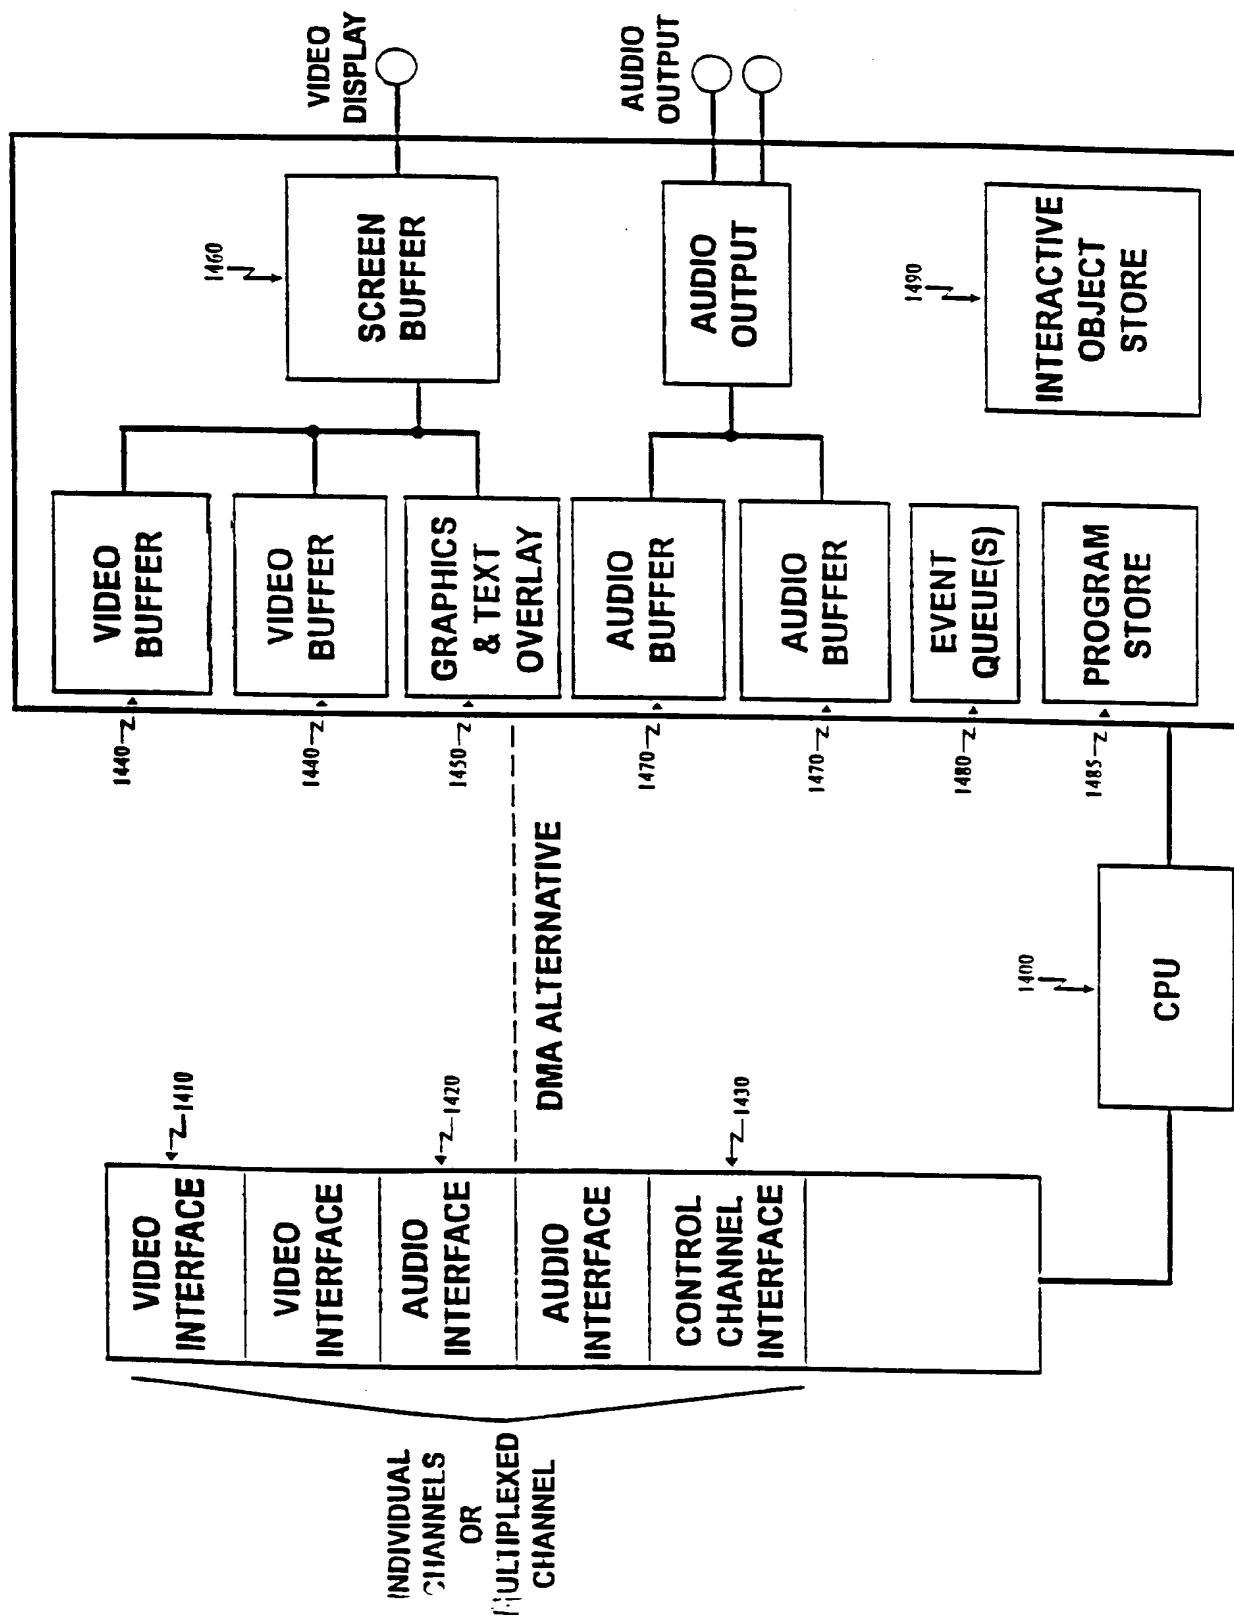 INDIVIDUAL
CHANNELS
OR
MULTIPLEXED
CHANNEL
VIDEO
INTERFACE
VIDEO
INTERFACE
AUDIO
INTERFACE
AUDIO
INTERFACE
CONTROL
CHANNEL
INTERFACE
1410
1420
1430
DMA ALTERNATIVE
1400
CPU
1440
VIDEO
BUFFER
1440
VIDEO
BUFFER
1450
GRAPHICS
& TEXT
OVERLAY
1470
AUDIO
BUFFER
1470
AUDIO
BUFFER
1480
EVENT
QUEUE(S)
1485
PROGRAM
STORE
1460
SCREEN
BUFFER
AUDIO
OUTPUT
1490
INTERACTIVE
OBJECT
STORE
VIDEO
DISPLAY
AUDIO
OUTPUT